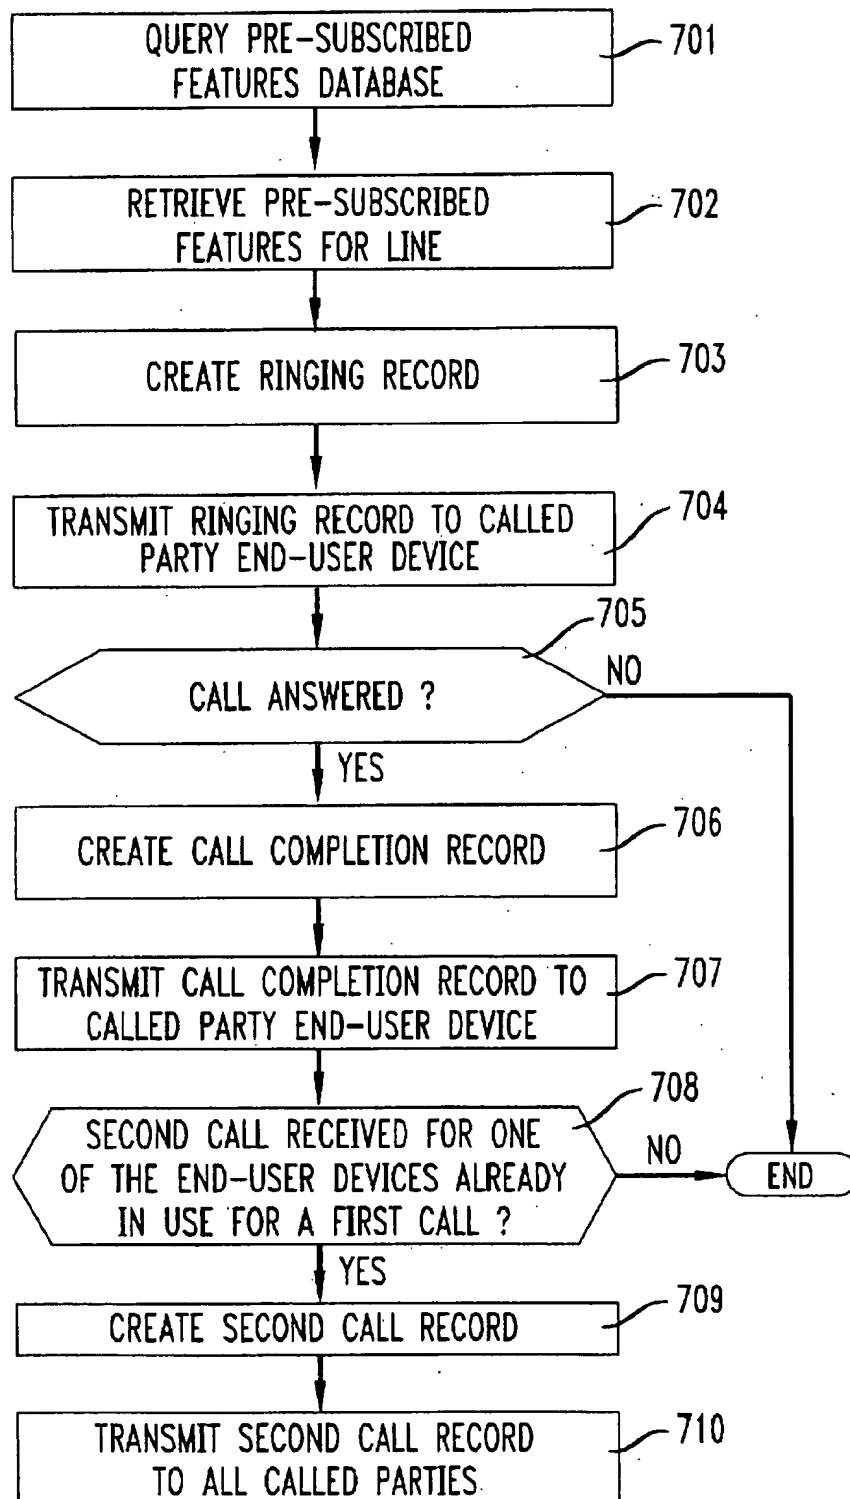 QUERY PRE-SUBSCRIBED
FEATURES DATABASE
701
RETRIEVE PRE-SUBSCRIBED
FEATURES FOR LINE
702
CREATE RINGING RECORD
703
TRANSMIT RINGING RECORD TO CALLED
PARTY END-USER DEVICE
704
705
CALL ANSWERED ?
NO
YES
CREATE CALL COMPLETION RECORD
706
TRANSMIT CALL COMPLETION RECORD TO
CALLED PARTY END-USER DEVICE
707
708
SECOND CALL RECEIVED FOR ONE
OF THE END-USER DEVICES ALREADY
IN USE FOR A FIRST CALL ?
NO
END
YES
CREATE SECOND CALL RECORD
709
TRANSMIT SECOND CALL RECORD
TO ALL CALLED PARTIES
710